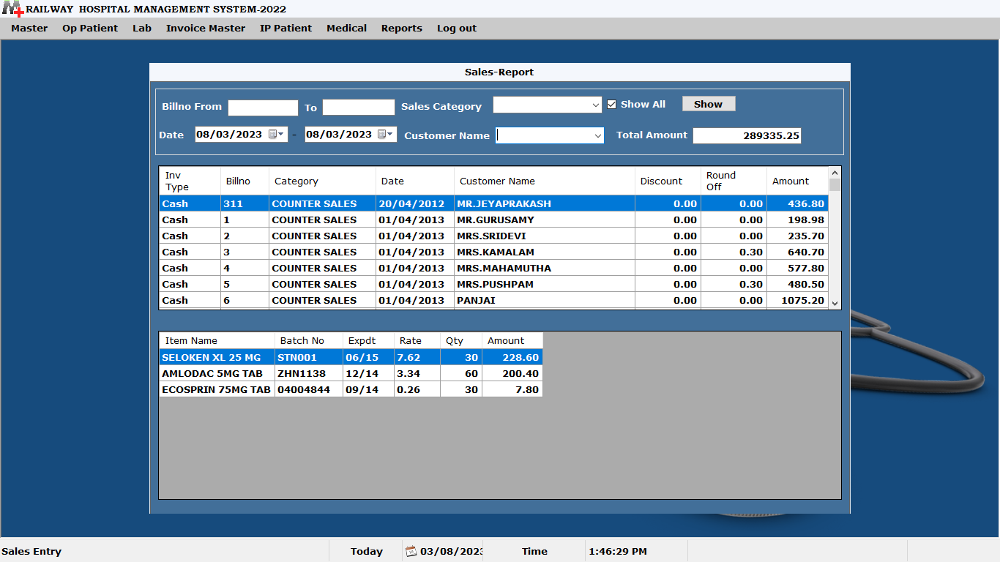 RAILWAY HOSPITAL MANAGEMENT SYSTEM-2022
Master Op Patient Lab Invoice Master IP Patient Medical Reports Log out
Sales-Report
Billno From To Sales Category Show All Show
Date 08/03/2023 - 08/03/2023 Customer Name Total Amount 289335.25
Inv Type Billno Category Date Customer Name Discount Round Off Amount
Cash 311 COUNTER SALES 20/04/2012 MR.JEYAPRAKASH 0.00 0.00 436.80
Cash 1 COUNTER SALES 01/04/2013 MR.GURUSAMY 0.00 0.00 198.98
Cash 2 COUNTER SALES 01/04/2013 MRS.SRIDEVI 0.00 0.00 235.70
Cash 3 COUNTER SALES 01/04/2013 MRS.KAMALAM 0.00 0.30 640.70
Cash 4 COUNTER SALES 01/04/2013 MRS.MAHAMUTHA 0.00 0.00 577.80
Cash 5 COUNTER SALES 01/04/2013 MRS.PUSHPAM 0.00 0.30 480.50
Cash 6 COUNTER SALES 01/04/2013 PANJAI 0.00 0.00 1075.20
Item Name Batch No Expdt Rate Qty Amount
SELOKEN XL 25 MG STN001 06/15 7.62 30 228.60
AMLODAC 5MG TAB ZHN1138 12/14 3.34 60 200.40
ECOSPRIN 75MG TAB 04004844 09/14 0.26 30 7.80
Sales Entry Today 03/08/2023 Time 1:46:29 PM